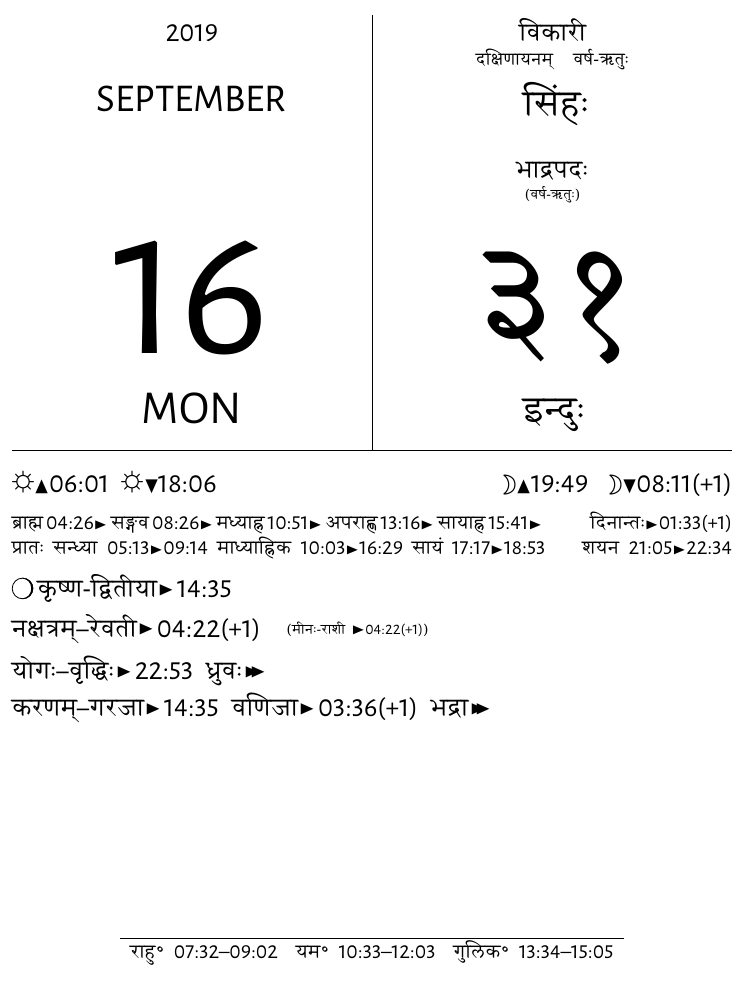 2019
SEPTEMBER
16
MON
विकारी
दक्षिणायनम् वर्ष-ऋतुः
सिंहः
भाद्रपदः
(वर्ष-ऋतुः)
३१
इन्दुः
☼▲06:01 ☼▼18:06 ☽▲19:49 ☽▼08:11(+1)
ब्राह्म 04:26► सङ्गव 08:26► मध्याह्न 10:51► अपराह्ण 13:16► सायाह्न 15:41► दिनान्तः►01:33(+1)
प्रातः सन्ध्या 05:13►09:14 माध्याह्निक 10:03►16:29 सायं 17:17►18:53 शयन 21:05►22:34
❍ कृष्ण-द्वितीया►14:35
नक्षत्रम्–रेवती►04:22(+1) (मीनः-राशी ►04:22(+1))
योगः–वृद्धिः►22:53 ध्रुवः►►
करणम्–गरजा►14:35 वणिजा►03:36(+1) भद्रा►►
राहु° 07:32–09:02 यम° 10:33–12:03 गुलिक° 13:34–15:05